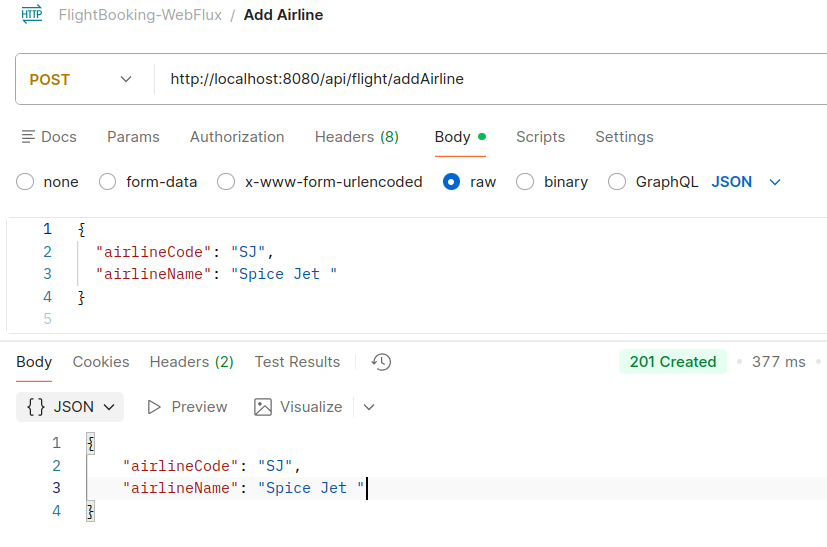 HTTP FlightBooking-WebFlux / Add Airline
POST http://localhost:8080/api/flight/addAirline
Docs Params Authorization Headers (8) Body Scripts Settings
none form-data x-www-form-urlencoded raw binary GraphQL JSON
1 {
2 "airlineCode": "SJ",
3 "airlineName": "Spice Jet "
4 }
5
Body Cookies Headers (2) Test Results 201 Created 377 ms
{} JSON Preview Visualize
1 {
2 "airlineCode": "SJ",
3 "airlineName": "Spice Jet "
4 }